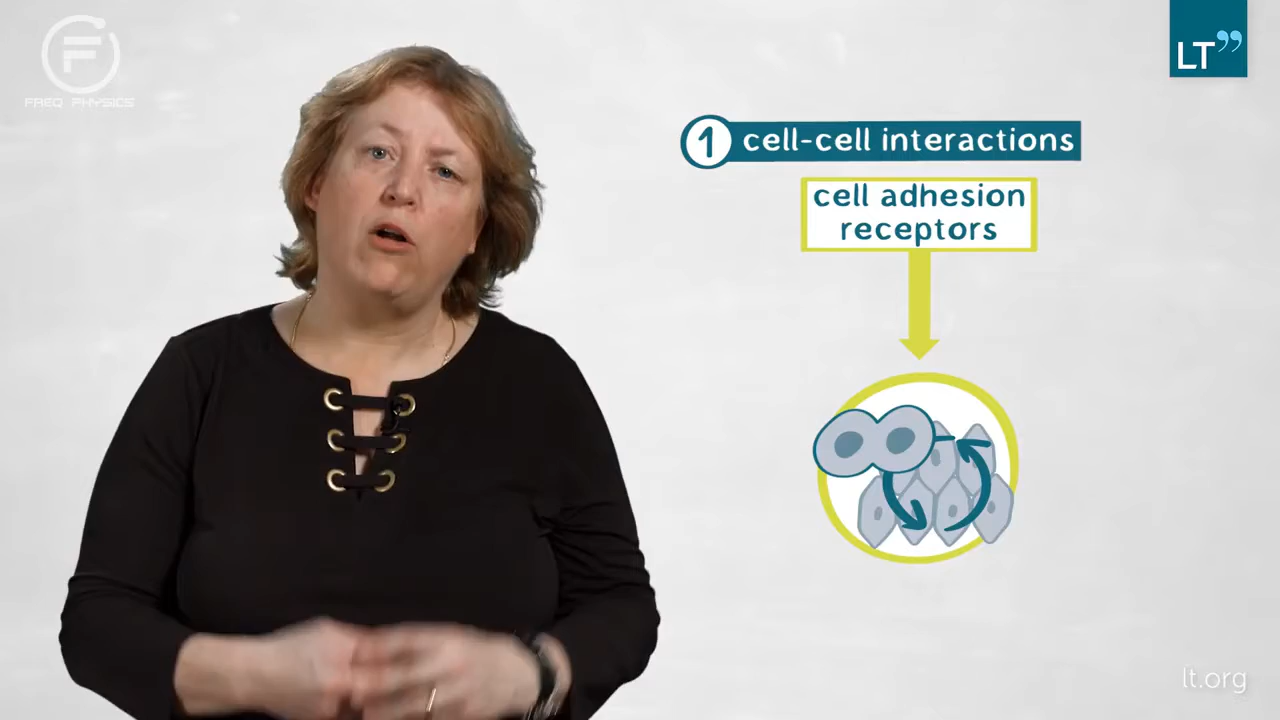 F
FREQ PHYSICS
LT”
1 cell-cell interactions
cell adhesion
receptors
lt.org